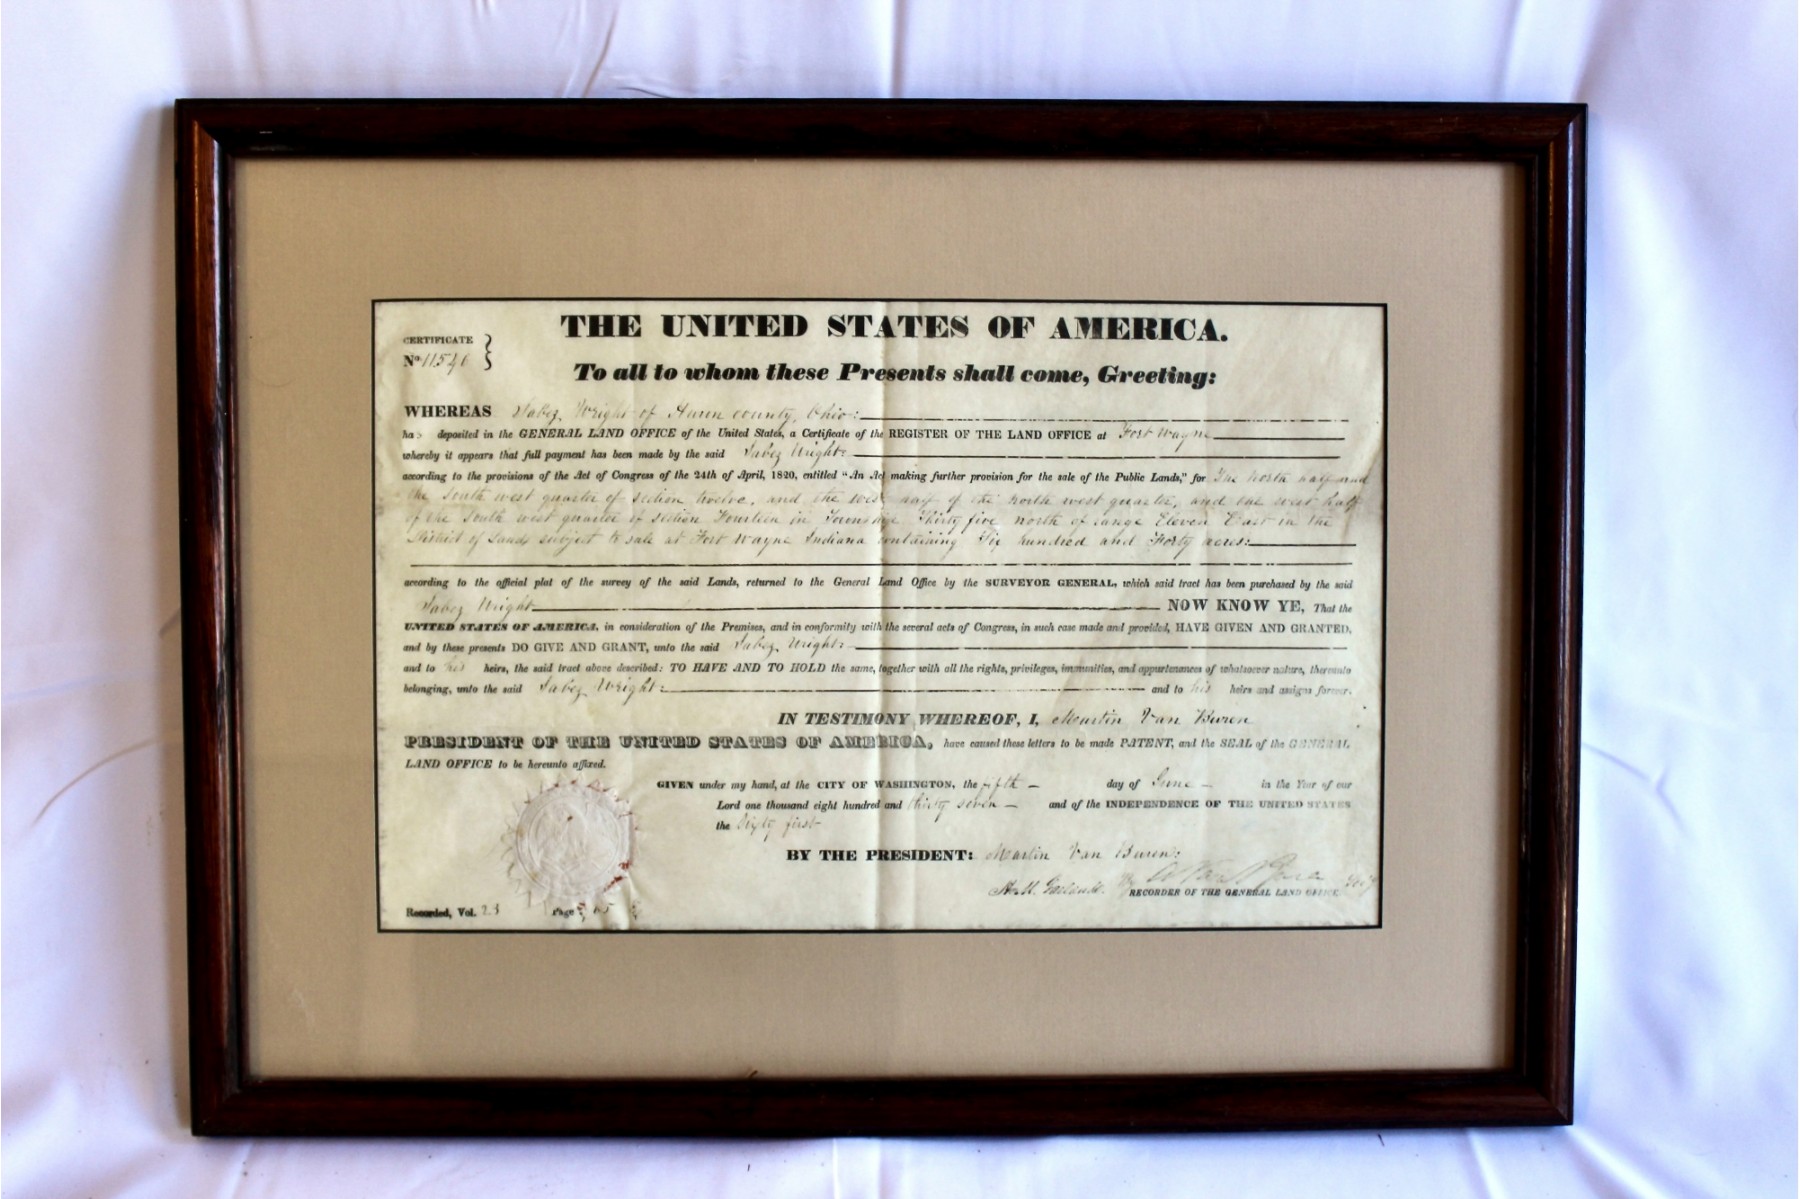 THE UNITED STATES OF AMERICA.
CERTIFICATE
No. 11546
To all to whom these Presents shall come, Greeting:
WHEREAS Jabez Wright of Huron county, Ohio:
has deposited in the GENERAL LAND OFFICE of the United States, a Certificate of the REGISTER OF THE LAND OFFICE at Fort Wayne
whereby it appears that full payment has been made by the said Jabez Wright
according to the provisions of the Act of Congress of the 24th of April, 1820, entitled "An Act making further provision for the sale of the Public Lands," for The North half and
the South west quarter of section twelve, and the west half of the north west quarter, and the west half
of the South west quarter of section Fourteen in Township Thirty five north of range Eleven East in the
District of Lands subject to sale at Fort Wayne Indiana containing Six hundred and Forty acres:
according to the official plat of the survey of the said Lands, returned to the General Land Office by the SURVEYOR GENERAL, which said tract has been purchased by the said
Jabez Wright NOW KNOW YE, That the
UNITED STATES OF AMERICA, in consideration of the Premises, and in conformity with the several acts of Congress, in such case made and provided, HAVE GIVEN AND GRANTED,
and by these presents DO GIVE AND GRANT, unto the said Jabez Wright:
and to his heirs, the said tract above described: TO HAVE AND TO HOLD the same, together with all the rights, privileges, immunities, and appurtenances of whatsoever nature, thereunto
belonging, unto the said Jabez Wright: and to his heirs and assigns forever.
IN TESTIMONY WHEREOF, I, Martin Van Buren
PRESIDENT OF THE UNITED STATES OF AMERICA, have caused these letters to be made PATENT, and the SEAL of the GENERAL
LAND OFFICE to be hereunto affixed.
GIVEN under my hand, at the CITY OF WASHINGTON, the fifth day of June in the Year of our
Lord one thousand eight hundred and thirty seven and of the INDEPENDENCE OF THE UNITED STATES
the Sixty first
BY THE PRESIDENT: Martin Van Buren:
By
RECORDER OF THE GENERAL LAND OFFICE
Recorded, Vol. 23 Page